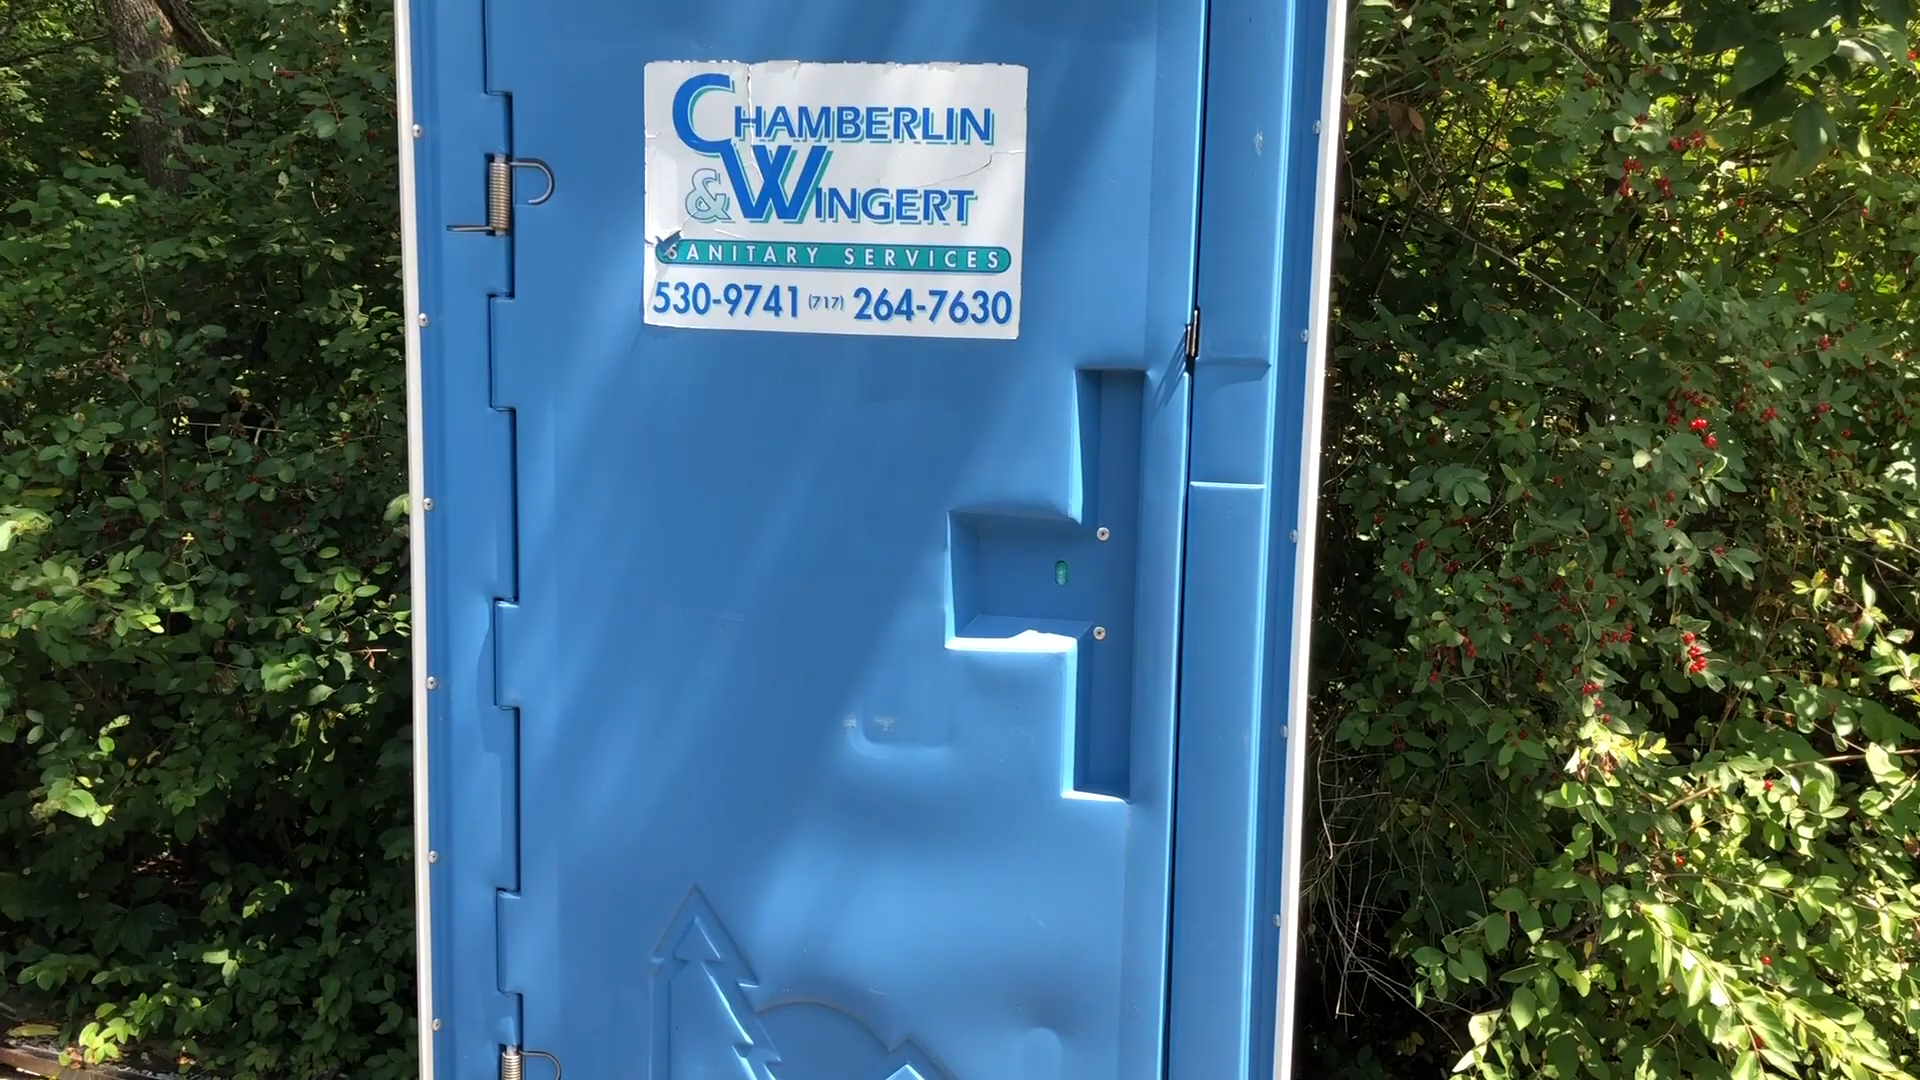 CHAMBERLIN
& WINGERT
SANITARY SERVICES
530-9741 (717) 264-7630